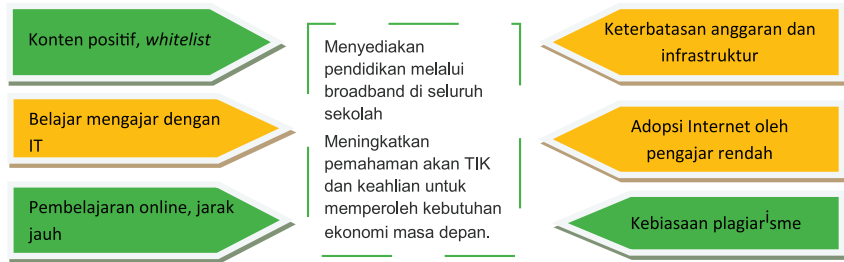 Konten positif, whitelist
Belajar mengajar dengan
IT
Pembelajaran online, jarak
jauh
Menyediakan
pendidikan melalui
broadband di seluruh
sekolah
Meningkatkan
pemahaman akan TIK
dan keahlian untuk
memperoleh kebutuhan
ekonomi masa depan.
Keterbatasan anggaran dan
infrastruktur
Adopsi Internet oleh
pengajar rendah
Kebiasaan plagiarisme